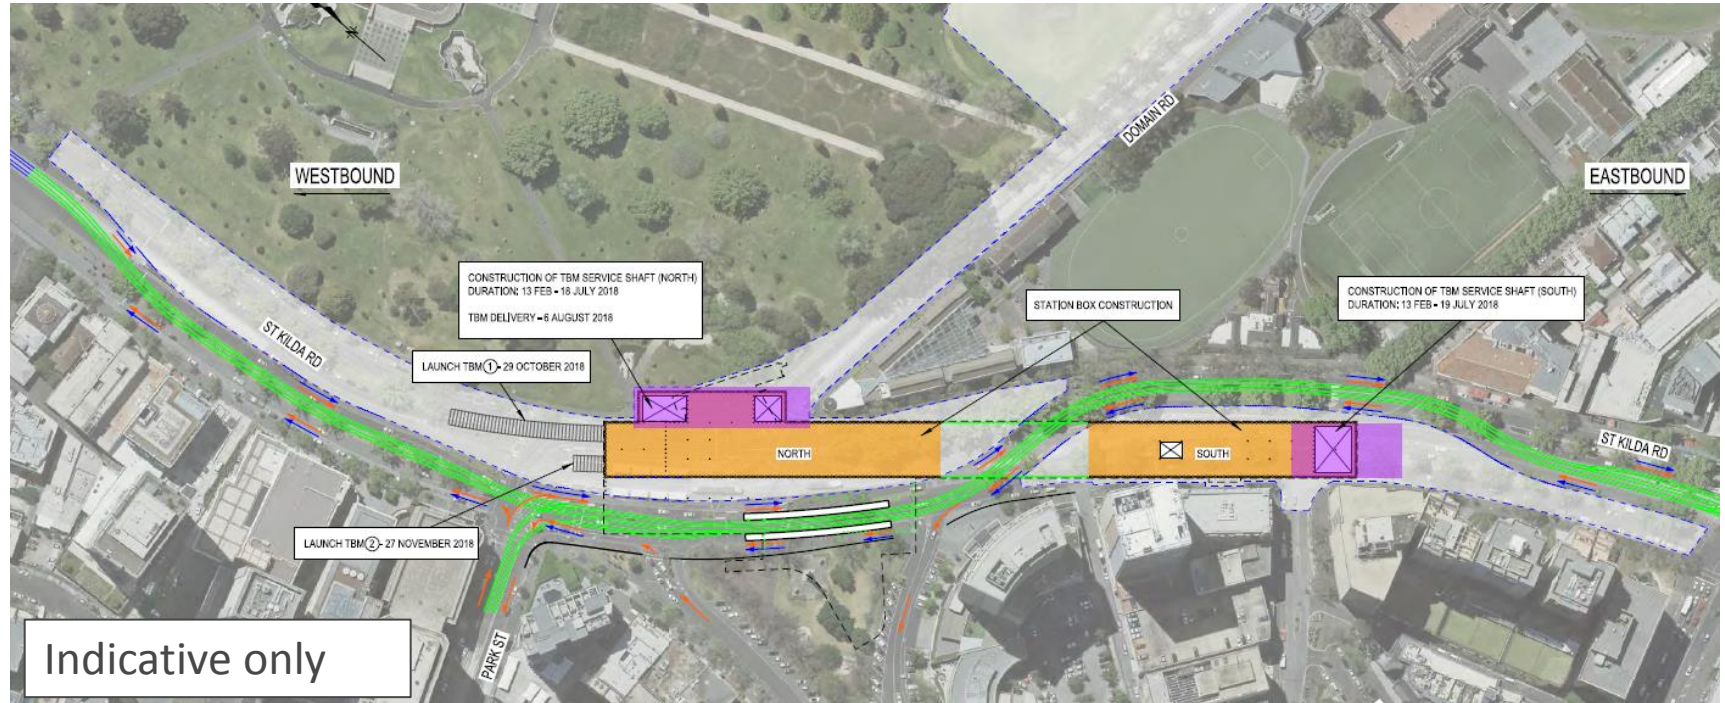 WESTBOUND
DOMAIN RD
EASTBOUND
CONSTRUCTION OF TBM SERVICE SHAFT (NORTH)
DURATION: 13 FEB - 18 JULY 2018
TBM DELIVERY - 6 AUGUST 2018
STATION BOX CONSTRUCTION
CONSTRUCTION OF TBM SERVICE SHAFT (SOUTH)
DURATION: 13 FEB - 19 JULY 2018
ST KILDA RD
LAUNCH TBM 1 - 29 OCTOBER 2018
NORTH
SOUTH
ST KILDA RD
LAUNCH TBM 2 - 27 NOVEMBER 2018
PARK ST
Indicative only